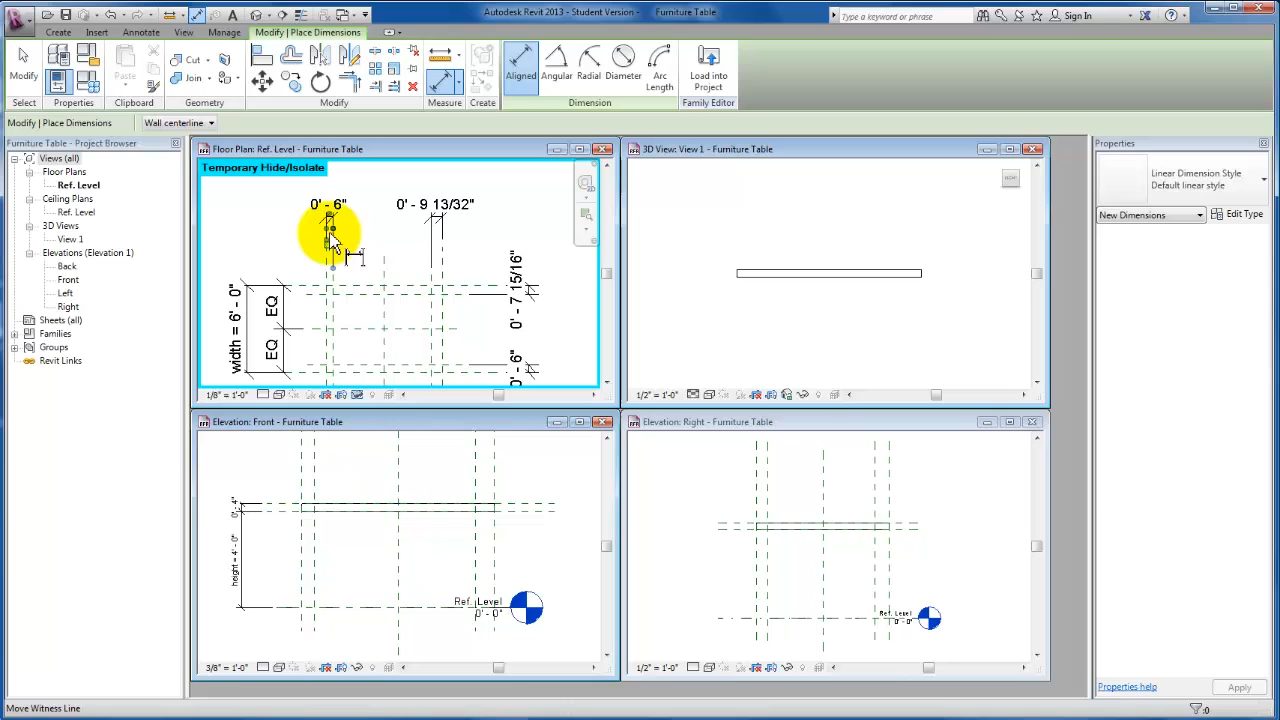 Autodesk Revit 2013 - Student Version - Furniture Table
Type a keyword or phrase
Sign In
Create Insert Annotate View Manage Modify | Place Dimensions
Modify
Paste
Cut
Join
Aligned
Angular
Radial
Diameter
Arc
Length
Load into
Project
Select Properties Clipboard Geometry Modify Measure Create Dimension Family Editor
Modify | Place Dimensions
Wall centerline
Furniture Table - Project Browser
Views (all)
Floor Plans
Ref. Level
Ceiling Plans
Ref. Level
3D Views
View 1
Elevations (Elevation 1)
Back
Front
Left
Right
Sheets (all)
Families
Groups
Revit Links
Floor Plan: Ref. Level - Furniture Table
Temporary Hide/Isolate
0' - 6"
0' - 9 13/32"
width = 6' - 0"
EQ
EQ
0' - 7 15/16"
0' - 6"
1/8" = 1'-0"
3D View: View 1 - Furniture Table
1/2" = 1'-0"
Elevation: Front - Furniture Table
0' - 4"
height = 4' - 0"
Ref. Level
0' - 0"
3/8" = 1'-0"
Elevation: Right - Furniture Table
Ref. Level
0' - 0"
1/2" = 1'-0"
Properties
Linear Dimension Style
Default linear style
New Dimensions
Edit Type
Properties help
Apply
Move Witness Line
:0